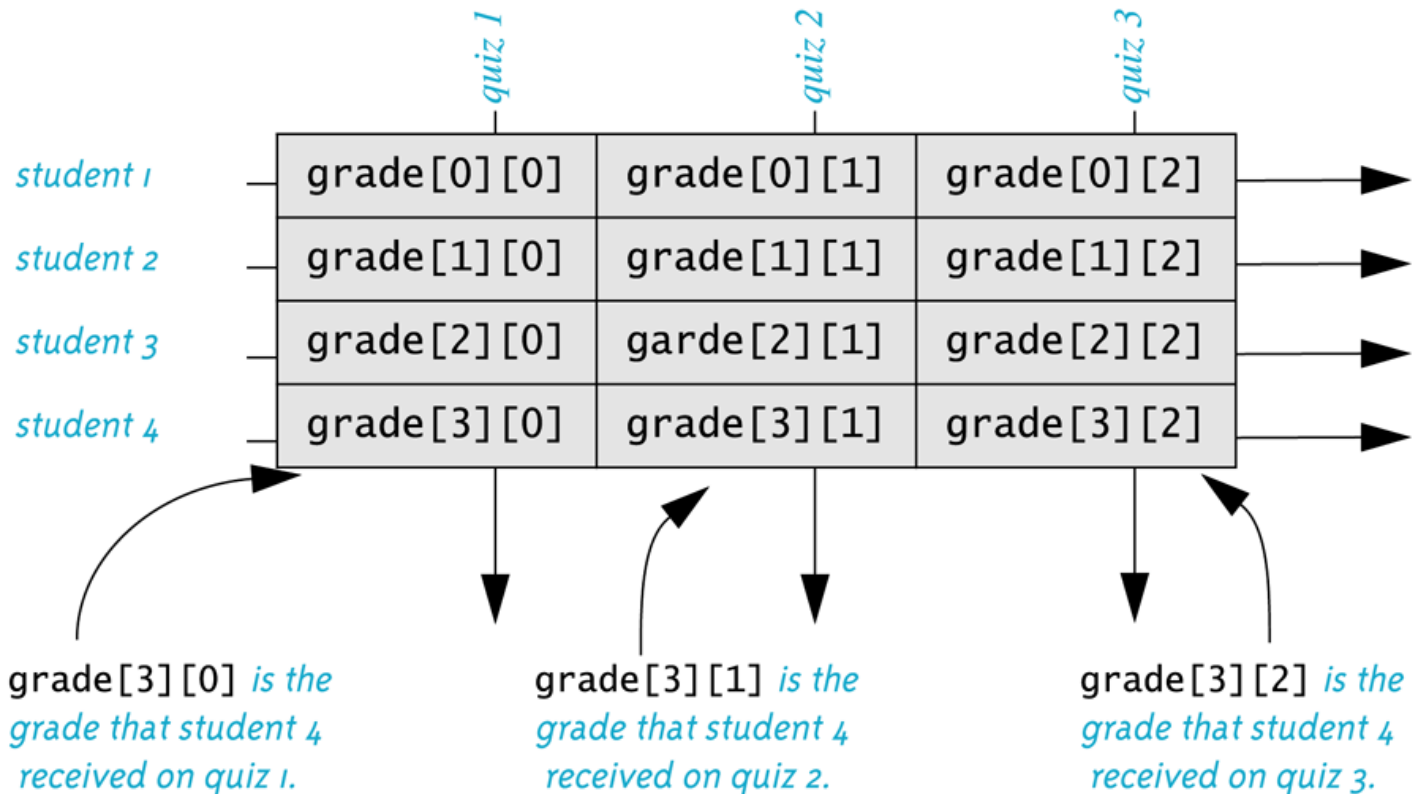 quiz 1
quiz 2
quiz 3
student 1
grade[0][0]
grade[0][1]
grade[0][2]
student 2
grade[1][0]
grade[1][1]
grade[1][2]
student 3
grade[2][0]
garde[2][1]
grade[2][2]
student 4
grade[3][0]
grade[3][1]
grade[3][2]
grade[3][0] is the
grade that student 4
received on quiz 1.
grade[3][1] is the
grade that student 4
received on quiz 2.
grade[3][2] is the
grade that student 4
received on quiz 3.